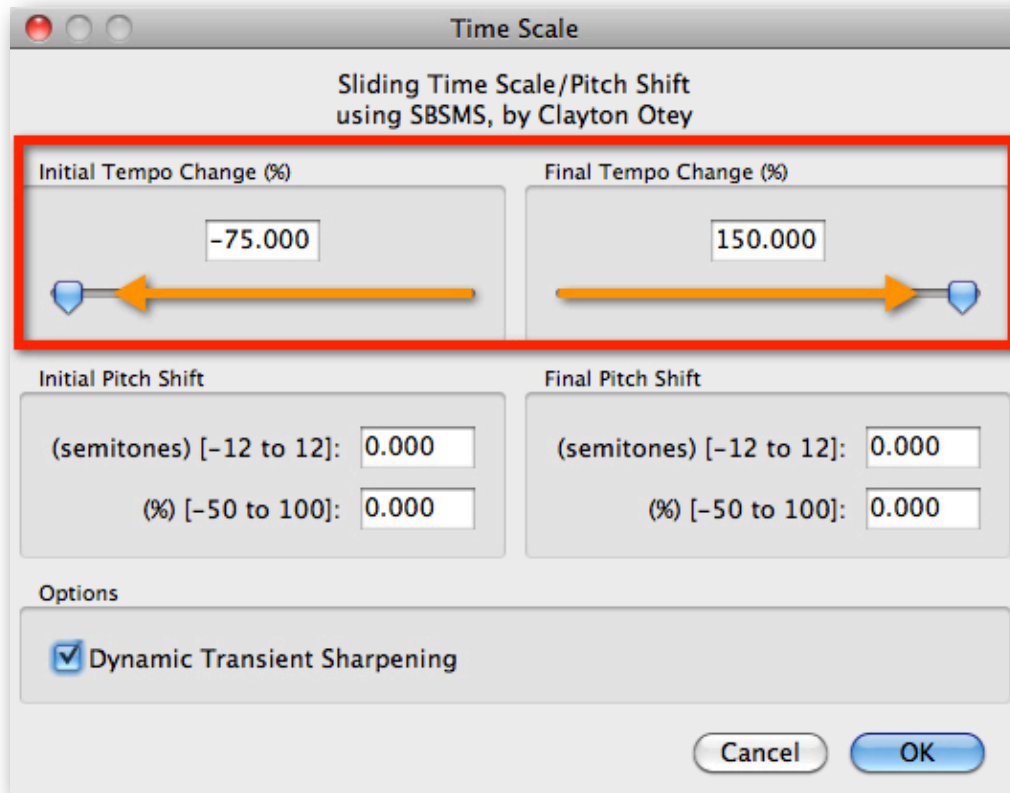 Time Scale
Sliding Time Scale/Pitch Shift
using SBSMS, by Clayton Otey
Initial Tempo Change (%)
-75.000
Final Tempo Change (%)
150.000
Initial Pitch Shift
(semitones) [-12 to 12]: 0.000
(%) [-50 to 100]: 0.000
Final Pitch Shift
(semitones) [-12 to 12]: 0.000
(%) [-50 to 100]: 0.000
Options
Dynamic Transient Sharpening
Cancel
OK